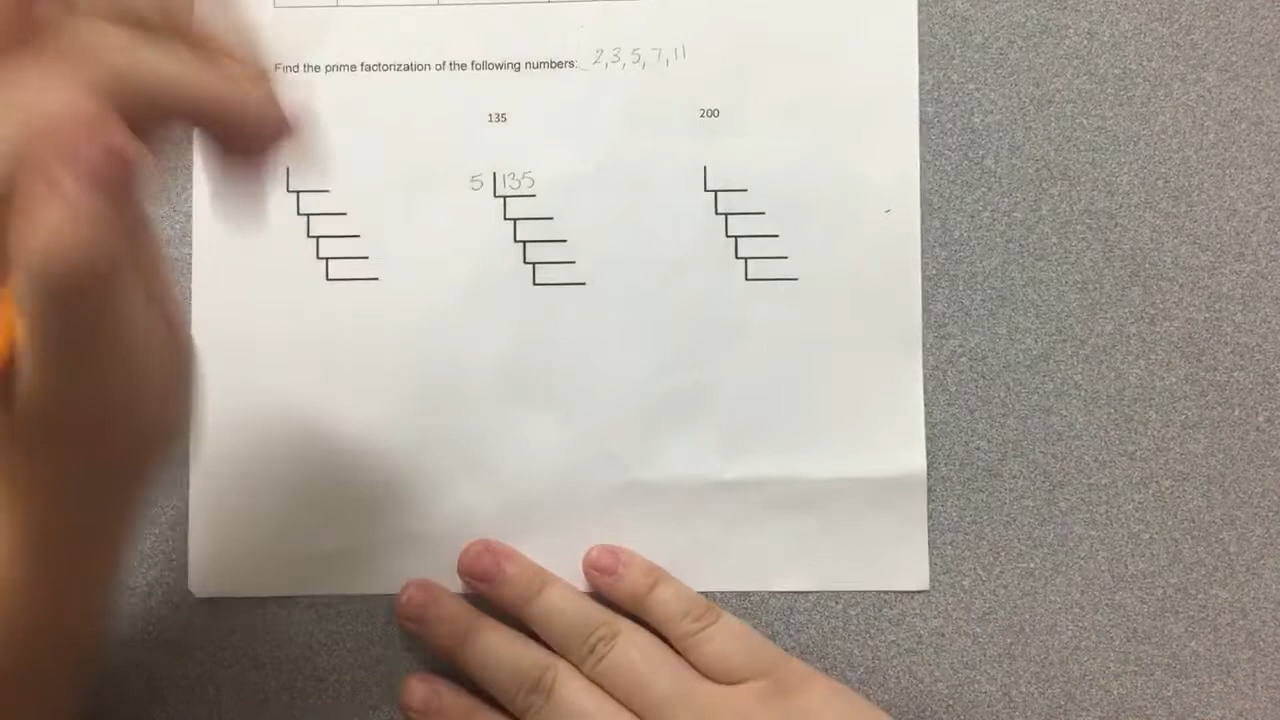 Find the prime factorization of the following numbers: 2,3,5,7,11
135 200
5 135